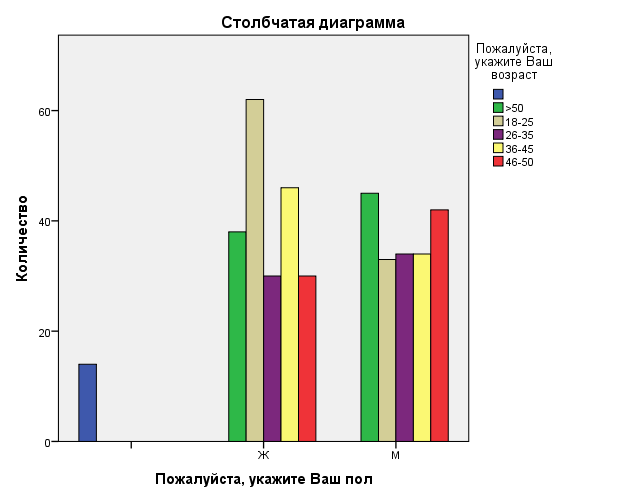 Столбчатая диаграмма
Пожалуйста,
укажите Ваш
возраст
>50
18-25
26-35
36-45
46-50
Количество
60
40
20
0
Ж
М
Пожалуйста, укажите Ваш пол